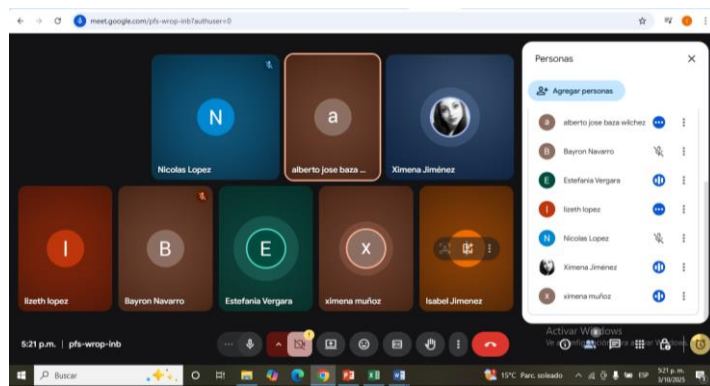 meet.google.com/pfs-wrop-inb?authuser=0
N
Nicolas Lopez
a
alberto jose baza ...
Ximena Jiménez
l
lizeth lopez
B
Bayron Navarro
E
Estefania Vergara
x
ximena muñoz
Isabel Jimenez
Personas
Agregar personas
a alberto jose baza wilchez
B Bayron Navarro
E Estefania Vergara
l lizeth lopez
N Nicolas Lopez
Ximena Jiménez
x ximena muñoz
5:21 p.m. | pfs-wrop-inb
Activar Windows
8
Buscar
15°C Parc. soleado
ESP
5:21 p.m.
3/10/2025